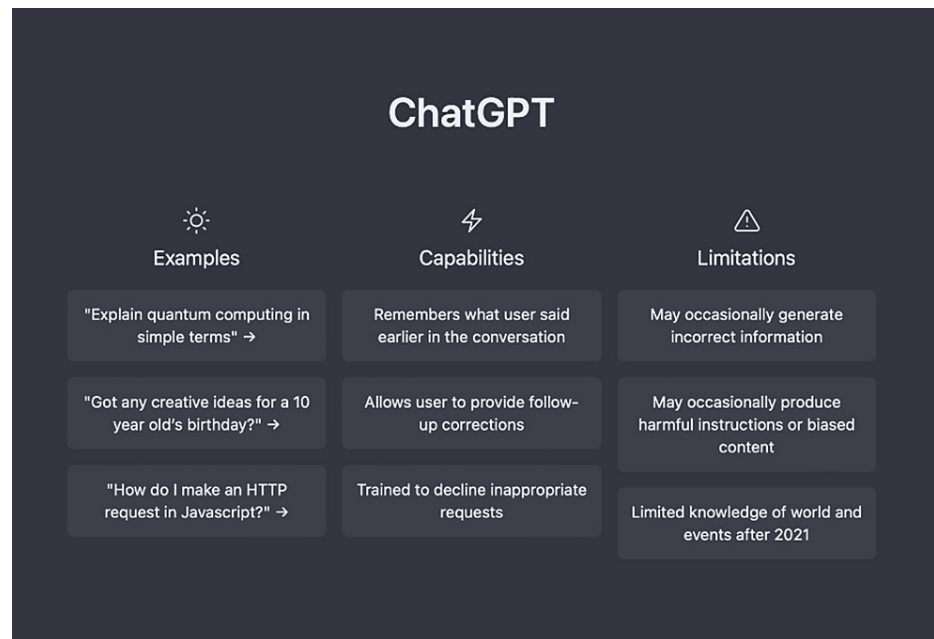 ChatGPT
Examples
"Explain quantum computing in
simple terms" →
"Got any creative ideas for a 10
year old's birthday?" →
"How do I make an HTTP
request in Javascript?" →
Capabilities
Remembers what user said
earlier in the conversation
Allows user to provide follow-
up corrections
Trained to decline inappropriate
requests
Limitations
May occasionally generate
incorrect information
May occasionally produce
harmful instructions or biased
content
Limited knowledge of world and
events after 2021